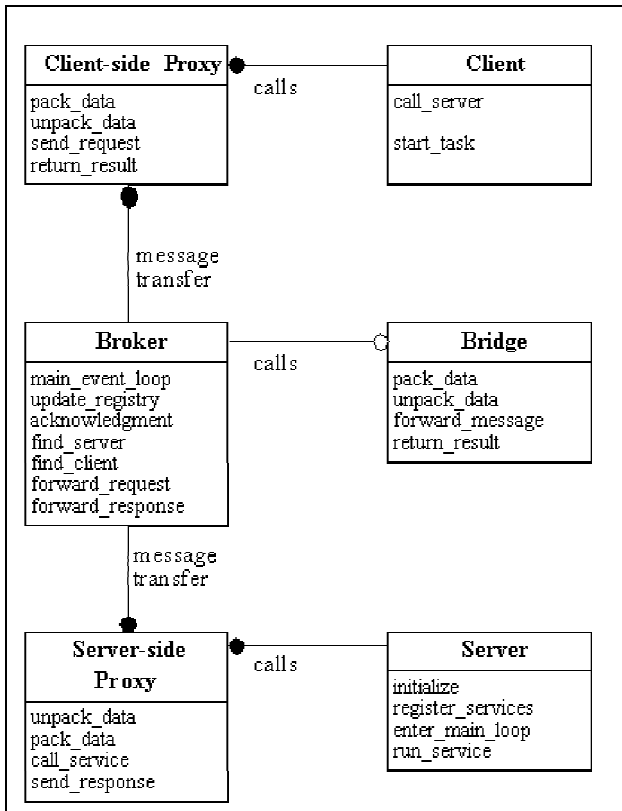 Client-side Proxy
pack_data
unpack_data
send_request
return_result
calls
Client
call_server
start_task
message
transfer
Broker
main_event_loop
update_registry
acknowledgment
find_server
find_client
forward_request
forward_response
calls
Bridge
pack_data
unpack_data
forward_message
return_result
message
transfer
Server-side
Proxy
unpack_data
pack_data
call_service
send_response
calls
Server
initialize
register_services
enter_main_loop
run_service